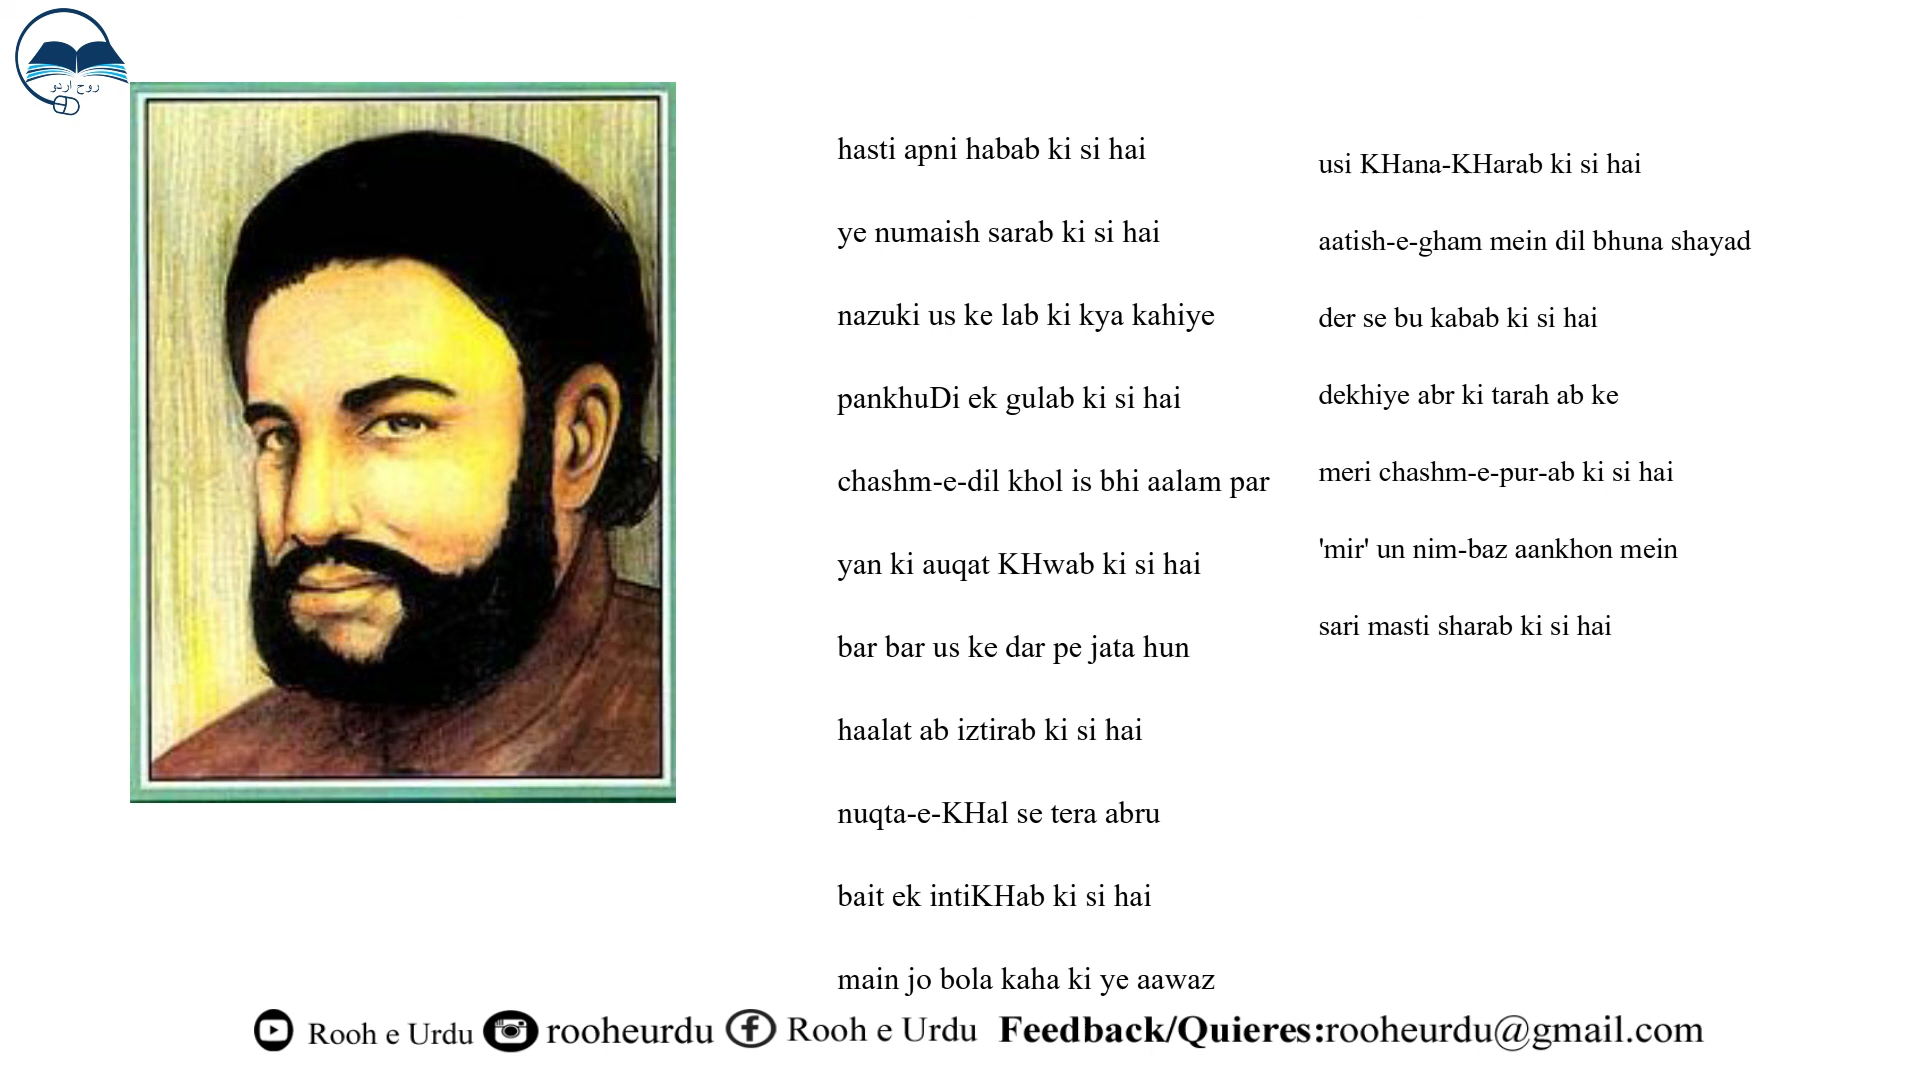 روح اردو
hasti apni habab ki si hai
ye numaish sarab ki si hai
nazuki us ke lab ki kya kahiye
pankhuDi ek gulab ki si hai
chashm-e-dil khol is bhi aalam par
yan ki auqat KHwab ki si hai
bar bar us ke dar pe jata hun
haalat ab iztirab ki si hai
nuqta-e-KHal se tera abru
bait ek intiKHab ki si hai
main jo bola kaha ki ye aawaz
usi KHana-KHarab ki si hai
aatish-e-gham mein dil bhuna shayad
der se bu kabab ki si hai
dekhiye abr ki tarah ab ke
meri chashm-e-pur-ab ki si hai
'mir' un nim-baz aankhon mein
sari masti sharab ki si hai
Rooh e Urdu rooheurdu Rooh e Urdu Feedback/Quieres:rooheurdu@gmail.com